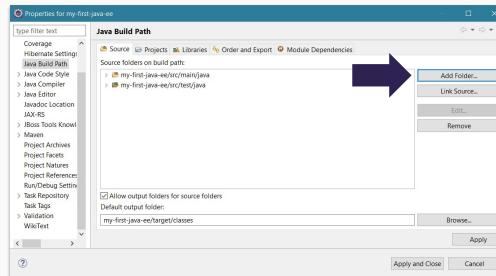 Properties for my-first-java-ee
type filter text
Coverage
Hibernate Settings
Java Build Path
Java Code Style
Java Compiler
Java Editor
Javadoc Location
JAX-RS
JBoss Tools Knowl
Maven
Project Archives
Project Facets
Project Natures
Project References
Run/Debug Settin
Task Repository
Task Tags
Validation
WikiText
Java Build Path
Source Projects Libraries Order and Export Module Dependencies
Source folders on build path:
my-first-java-ee/src/main/java
my-first-java-ee/src/test/java
Add Folder...
Link Source...
Edit...
Remove
Allow output folders for source folders
Default output folder:
my-first-java-ee/target/classes
Browse...
Apply
Apply and Close Cancel